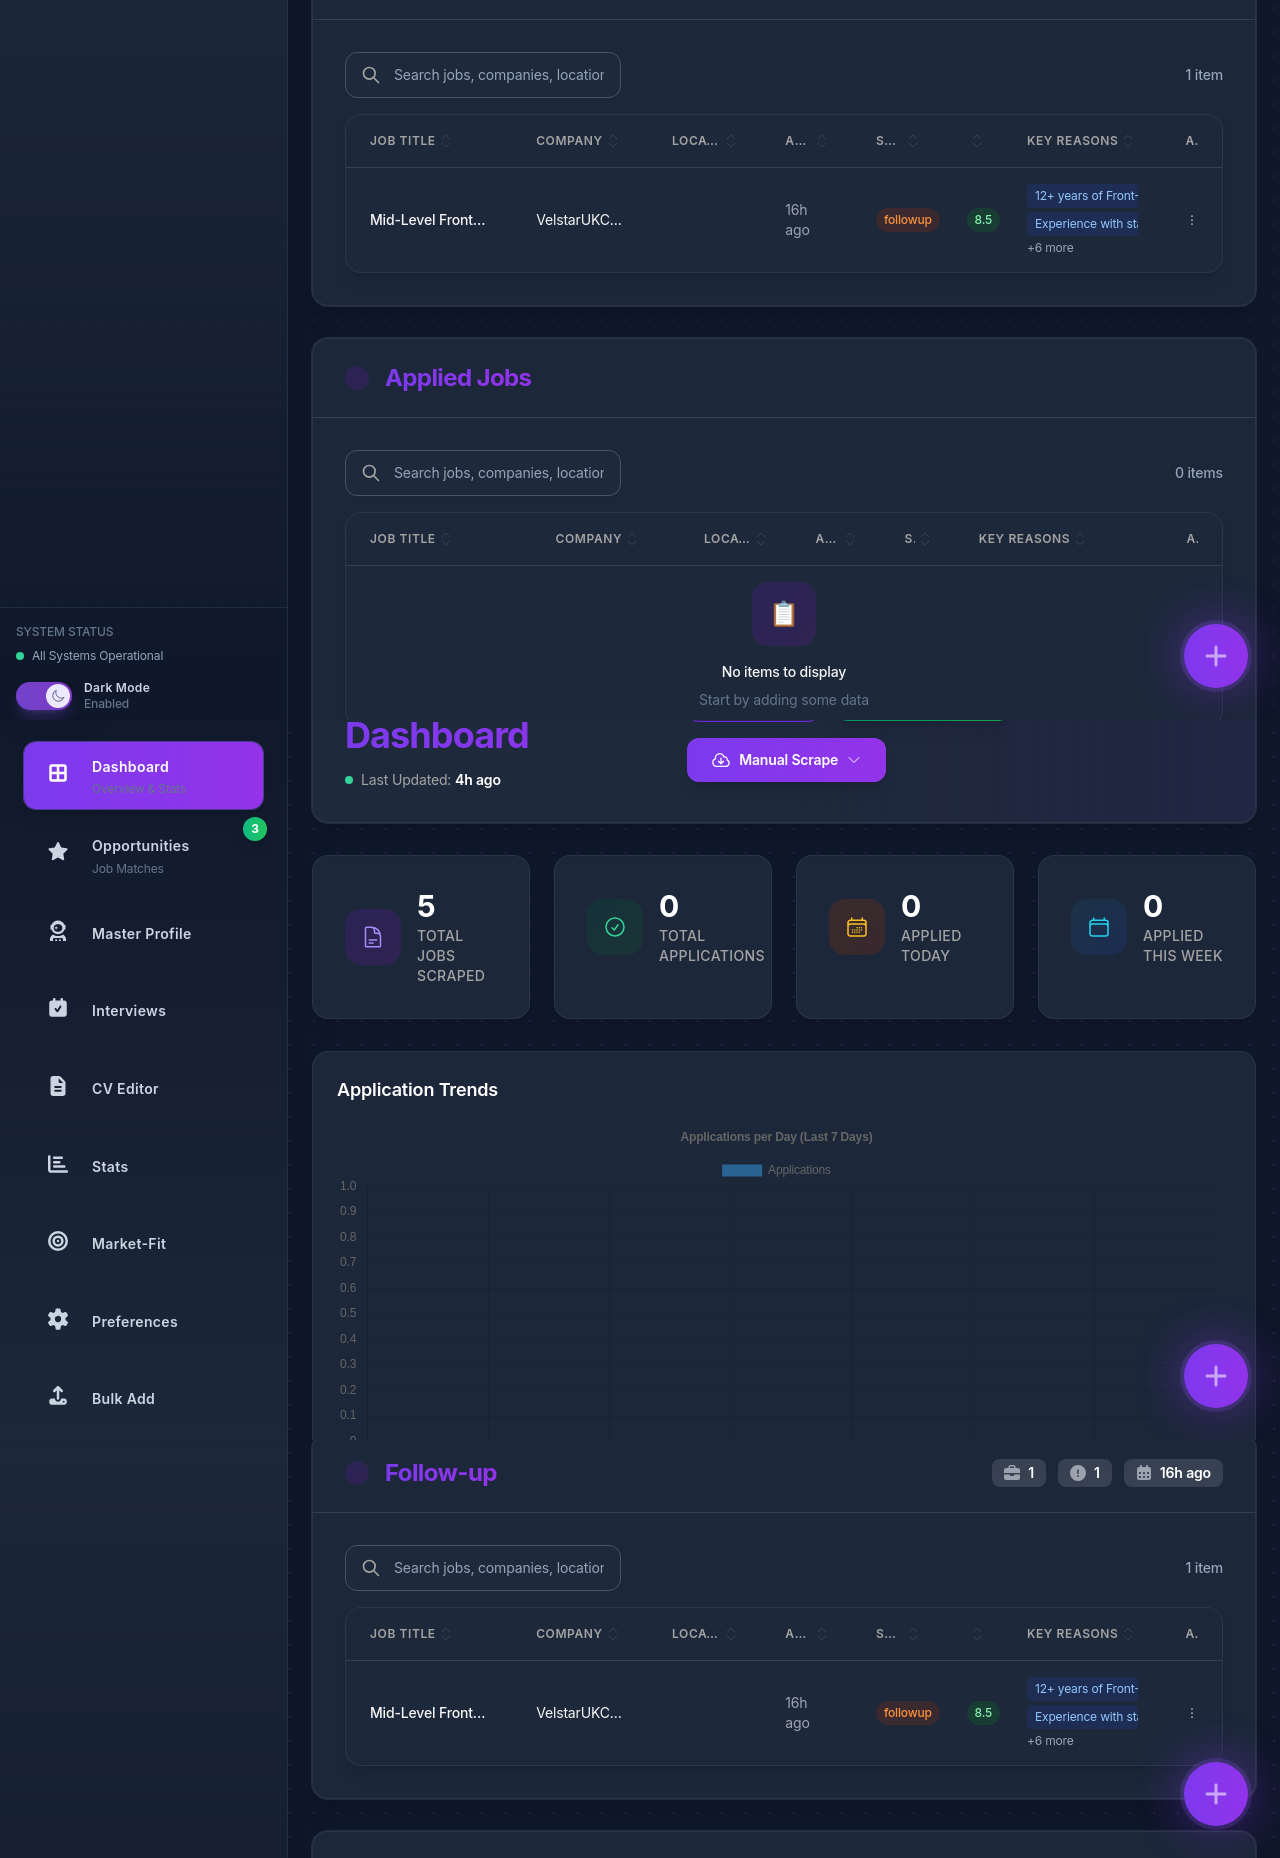 Search jobs, companies, locatior
1 item
JOB TITLE COMPANY LOCA... A... S... KEY REASONS A.
Mid-Level Front... VelstarUKC... 16h ago followup 8.5 12+ years of Front-
Experience with sta
+6 more
Applied Jobs
Search jobs, companies, locatior
0 items
JOB TITLE COMPANY LOCA... A... S. KEY REASONS A.
No items to display
Start by adding some data
SYSTEM STATUS
All Systems Operational
Dark Mode
Enabled
Dashboard
Overview & Stats
Opportunities
3
Job Matches
Master Profile
Interviews
CV Editor
Stats
Market-Fit
Preferences
Bulk Add
Dashboard
Last Updated: 4h ago
Manual Scrape
5
TOTAL
JOBS
SCRAPED
0
TOTAL
APPLICATIONS
0
APPLIED
TODAY
0
APPLIED
THIS WEEK
Application Trends
Applications per Day (Last 7 Days)
Applications
1.0
0.9
0.8
0.7
0.6
0.5
0.4
0.3
0.2
0.1
0
Follow-up
1
1
16h ago
Search jobs, companies, locatior
1 item
JOB TITLE COMPANY LOCA... A... S... KEY REASONS A.
Mid-Level Front... VelstarUKC... 16h ago followup 8.5 12+ years of Front-
Experience with sta
+6 more